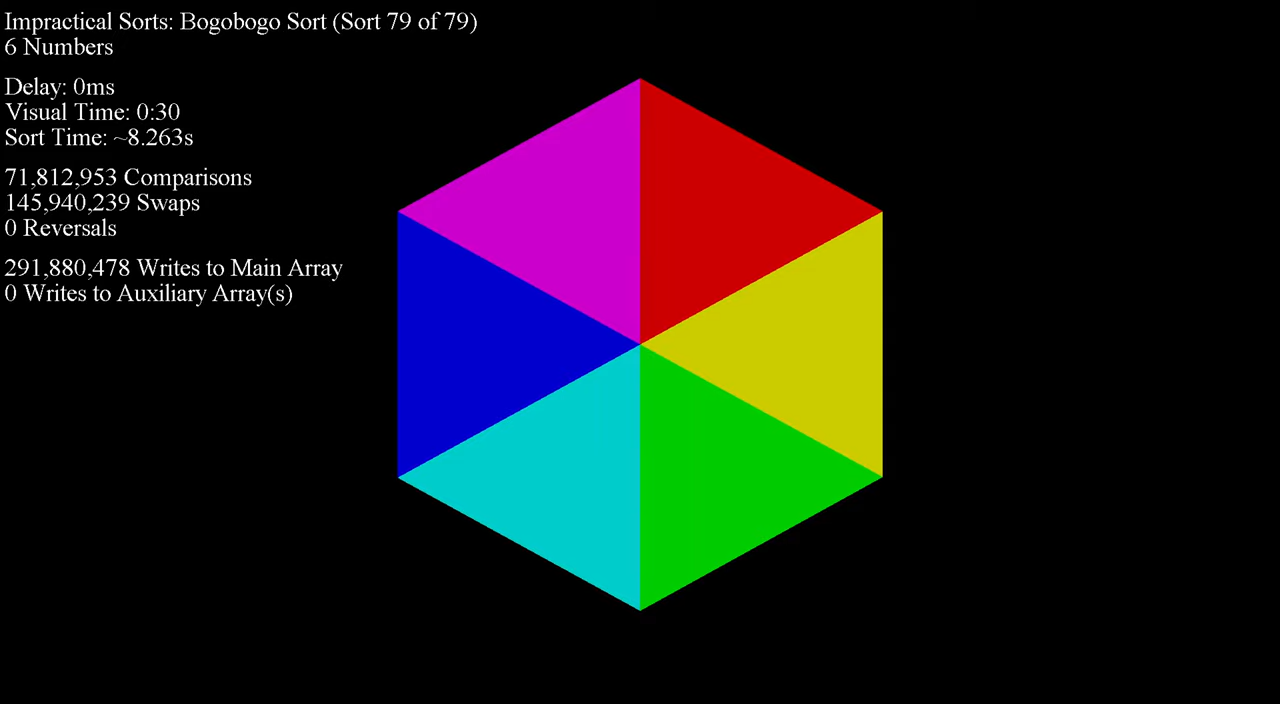 Impractical Sorts: Bogobogo Sort (Sort 79 of 79)
6 Numbers
Delay: 0ms
Visual Time: 0:30
Sort Time: ~8.263s
71,812,953 Comparisons
145,940,239 Swaps
0 Reversals
291,880,478 Writes to Main Array
0 Writes to Auxiliary Array(s)